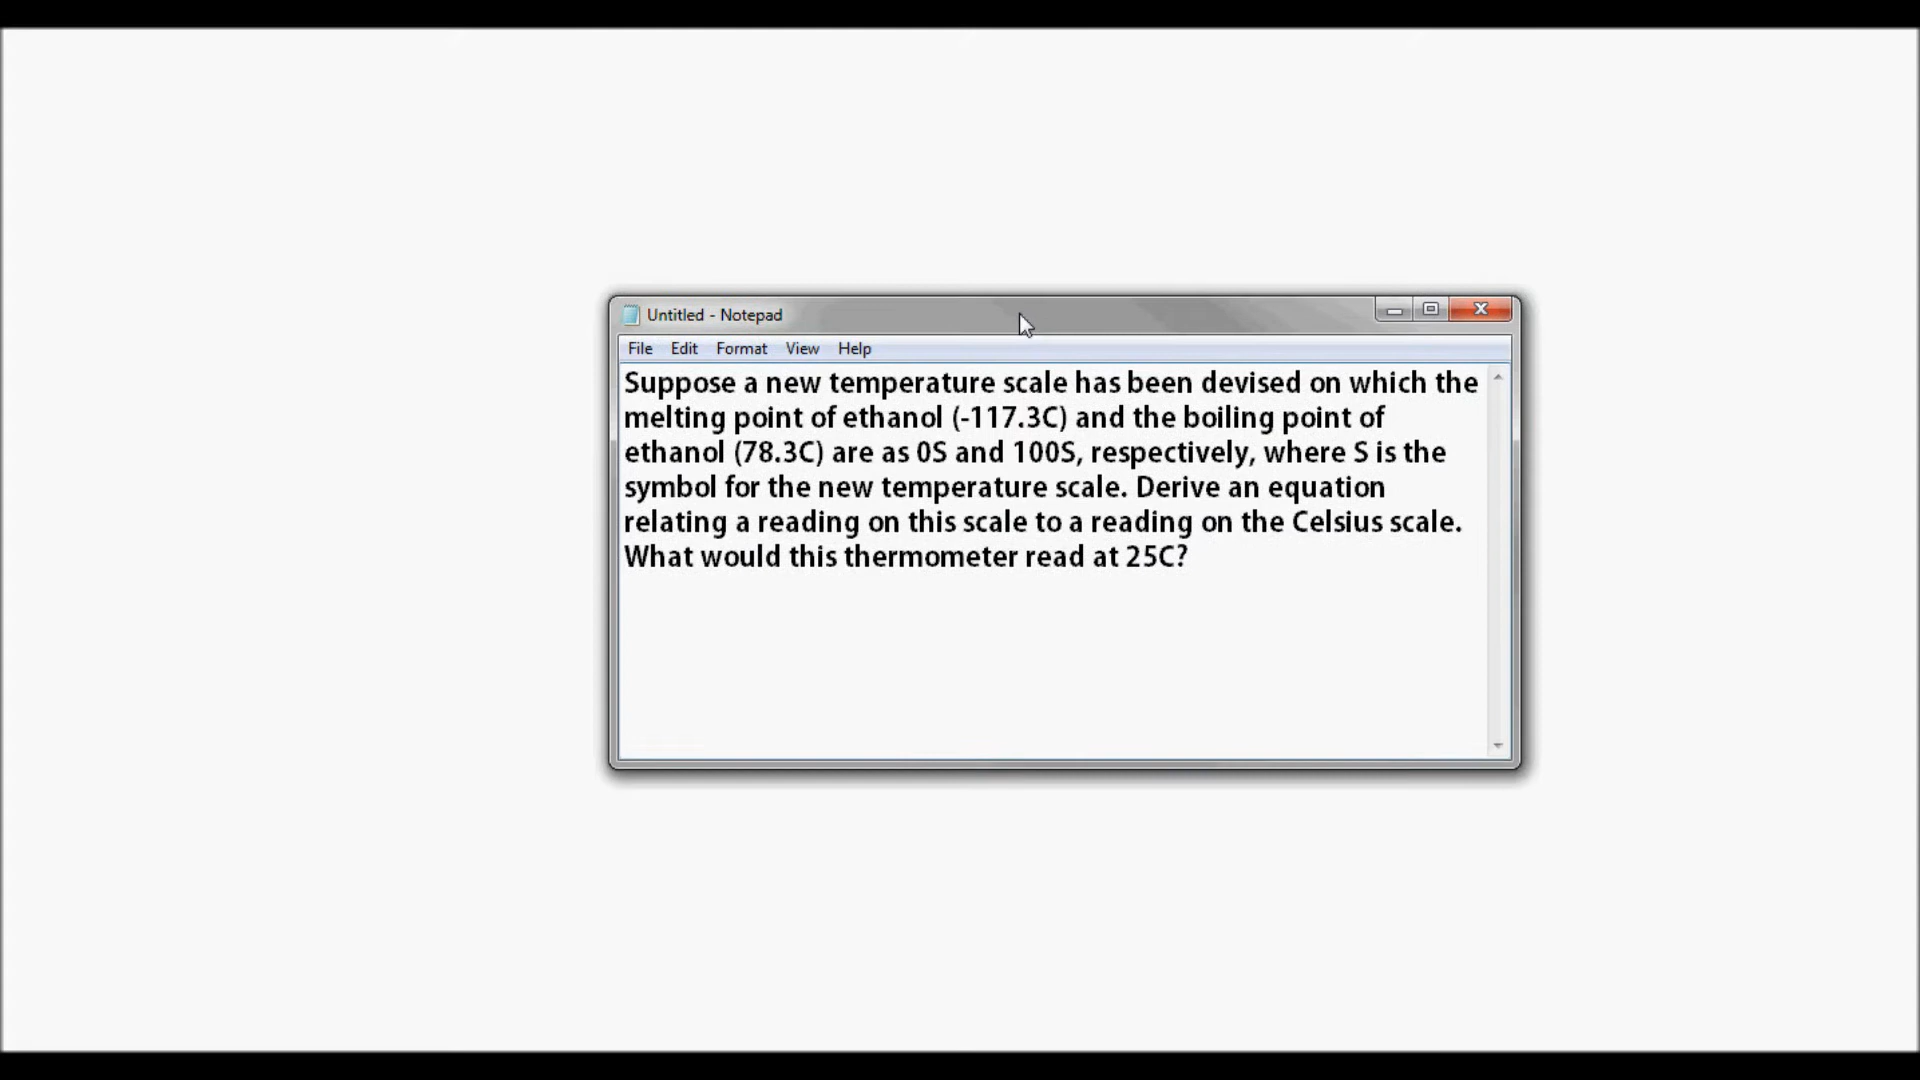 Untitled - Notepad
File Edit Format View Help
Suppose a new temperature scale has been devised on which the
melting point of ethanol (-117.3C) and the boiling point of
ethanol (78.3C) are as 0S and 100S, respectively, where S is the
symbol for the new temperature scale. Derive an equation
relating a reading on this scale to a reading on the Celsius scale.
What would this thermometer read at 25C?